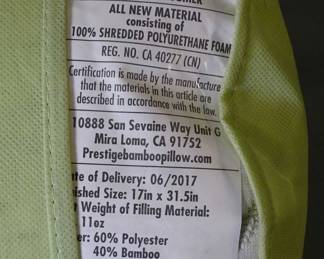 ALL NEW MATERIAL
consisting of
100% SHREDDED POLYURETHANE FOAM
REG. NO. CA 40277 (CN)
Certification is made by the manufacture
that the materials in this article are
described in accordance with the law.
10888 San Sevaine Way Unit G
Mira Loma, CA 91752
Prestigebamboopillow.com
te of Delivery: 06/2017
ished Size: 17in x 31.5in
Weight of Filling Material:
11oz
er: 60% Polyester
40% Bamboo